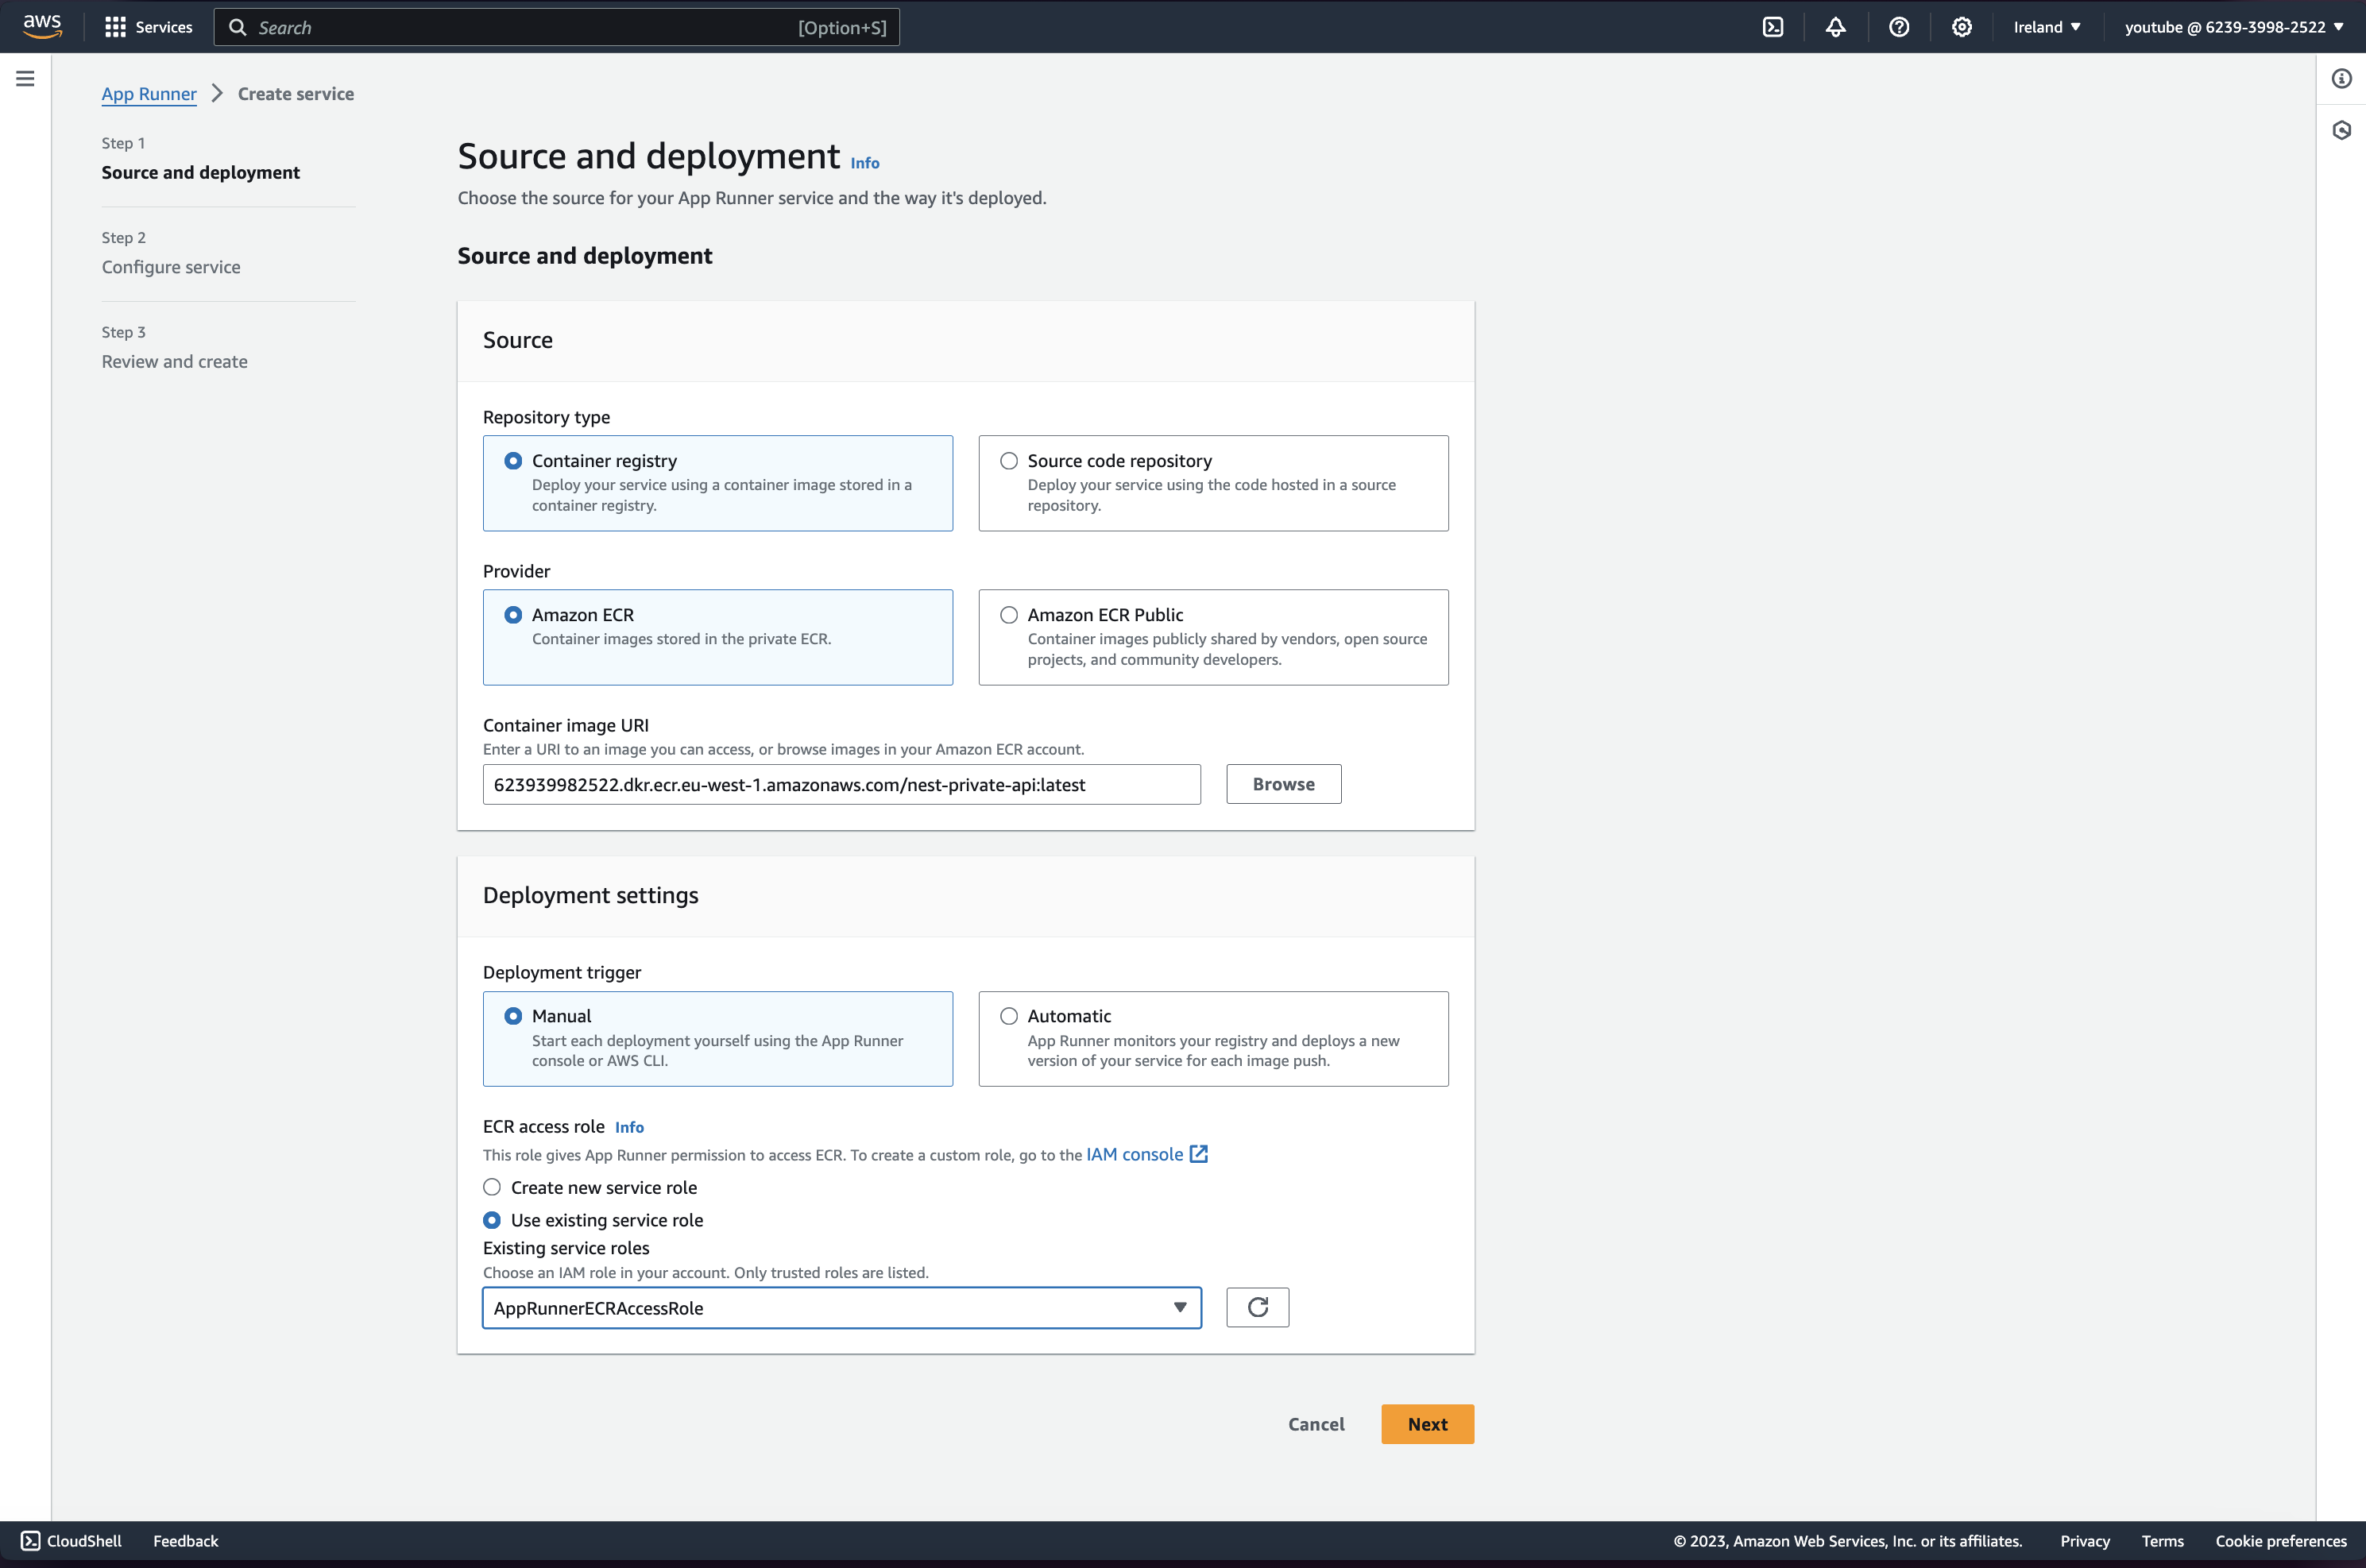 aws
Services
Search
[Option+S]
Ireland
youtube @ 6239-3998-2522
App Runner
Create service
Step 1
Source and deployment
Step 2
Configure service
Step 3
Review and create
Source and deployment Info
Choose the source for your App Runner service and the way it's deployed.
Source and deployment
Source
Repository type
Container registry
Deploy your service using a container image stored in a
container registry.
Source code repository
Deploy your service using the code hosted in a source
repository.
Provider
Amazon ECR
Container images stored in the private ECR.
Amazon ECR Public
Container images publicly shared by vendors, open source
projects, and community developers.
Container image URI
Enter a URI to an image you can access, or browse images in your Amazon ECR account.
623939982522.dkr.ecr.eu-west-1.amazonaws.com/nest-private-api:latest
Browse
Deployment settings
Deployment trigger
Manual
Start each deployment yourself using the App Runner
console or AWS CLI.
Automatic
App Runner monitors your registry and deploys a new
version of your service for each image push.
ECR access role Info
This role gives App Runner permission to access ECR. To create a custom role, go to the IAM console
Create new service role
Use existing service role
Existing service roles
Choose an IAM role in your account. Only trusted roles are listed.
AppRunnerECRAccessRole
Cancel
Next
CloudShell
Feedback
© 2023, Amazon Web Services, Inc. or its affiliates.
Privacy
Terms
Cookie preferences